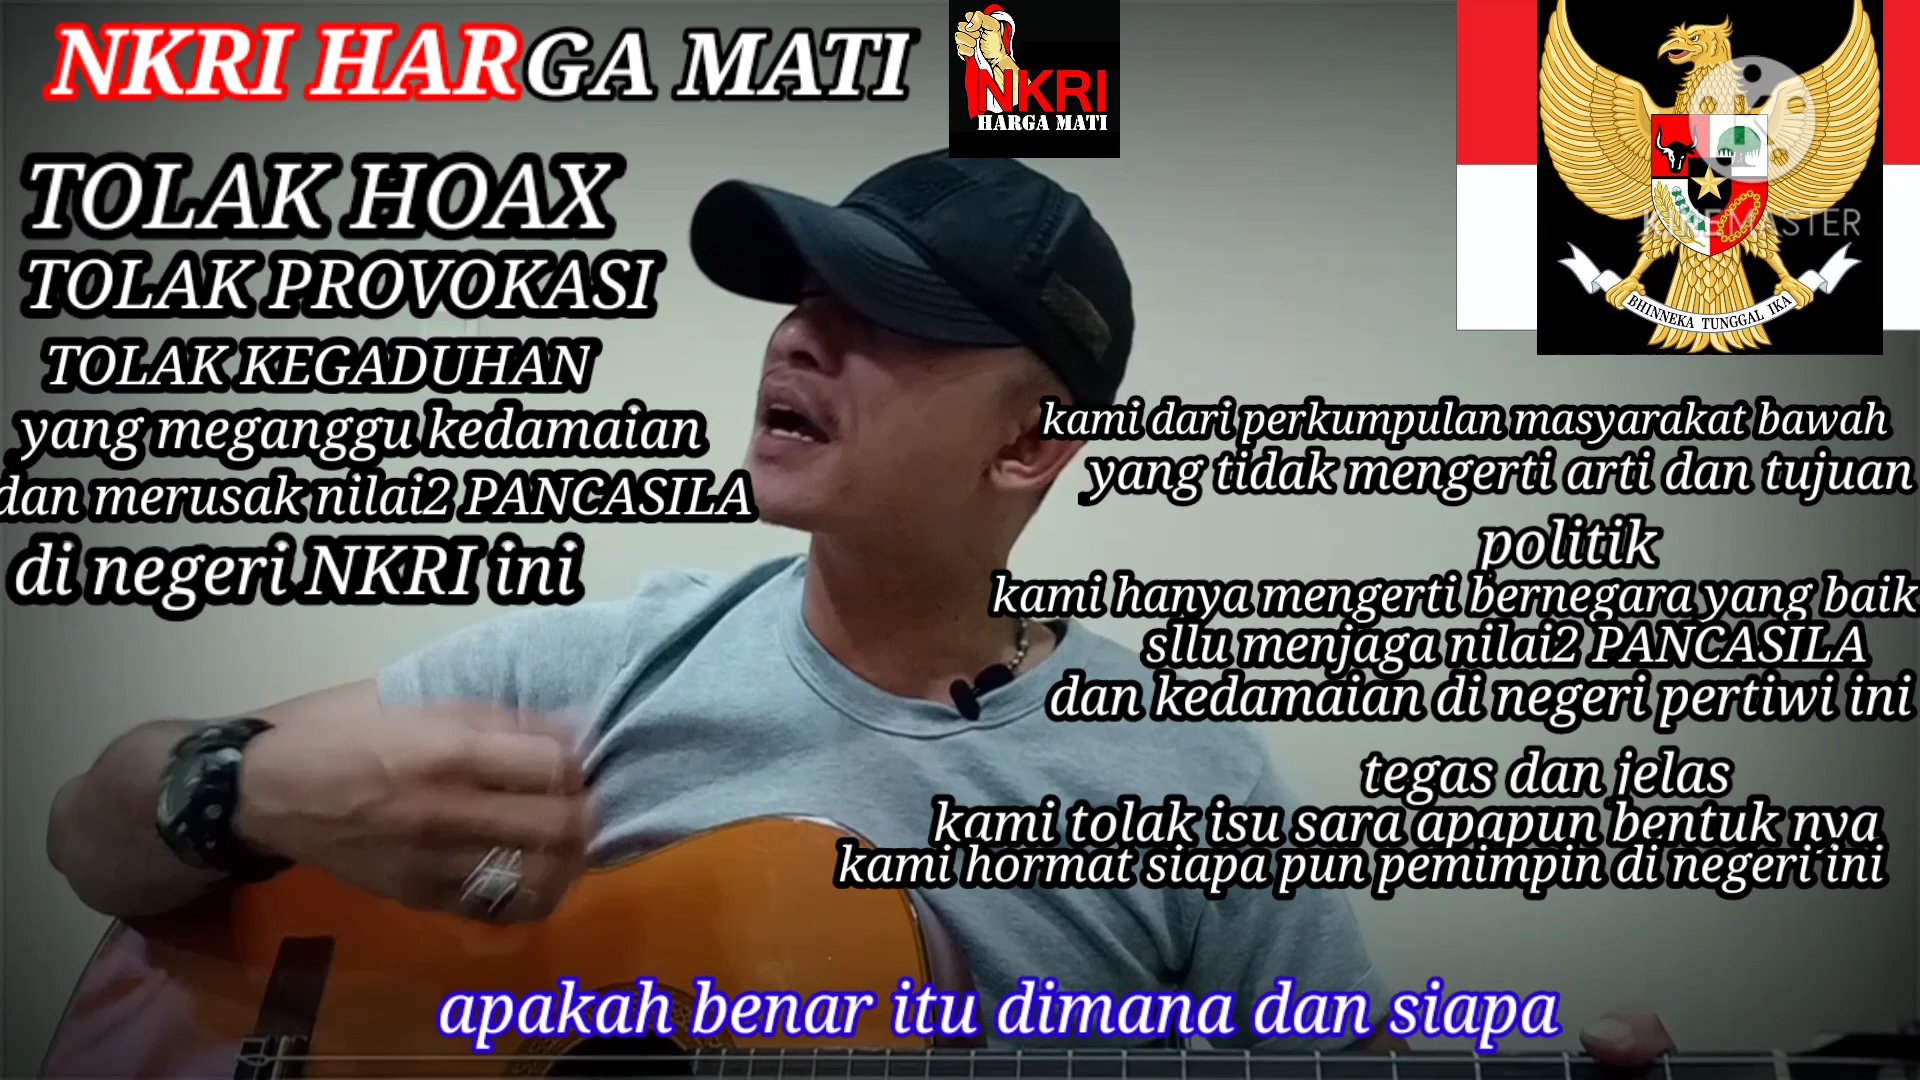 NKRI HARGA MATI
NKRI
HARGA MATI
TOLAK HOAX
TOLAK PROVOKASI
TOLAK KEGADUHAN
yang meganggu kedamaian
dan merusak nilai2 PANCASILA
di negeri NKRI ini
BHINNEKA TUNGGAL IKA
KINEMASTER
kami dari perkumpulan masyarakat bawah
yang tidak mengerti arti dan tujuan
politik
kami hanya mengerti bernegara yang baik
sllu menjaga nilai2 PANCASILA
dan kedamaian di negeri pertiwi ini
tegas dan jelas
kami tolak isu sara apapun bentuk nya
kami hormat siapa pun pemimpin di negeri ini
apakah benar itu dimana dan siapa